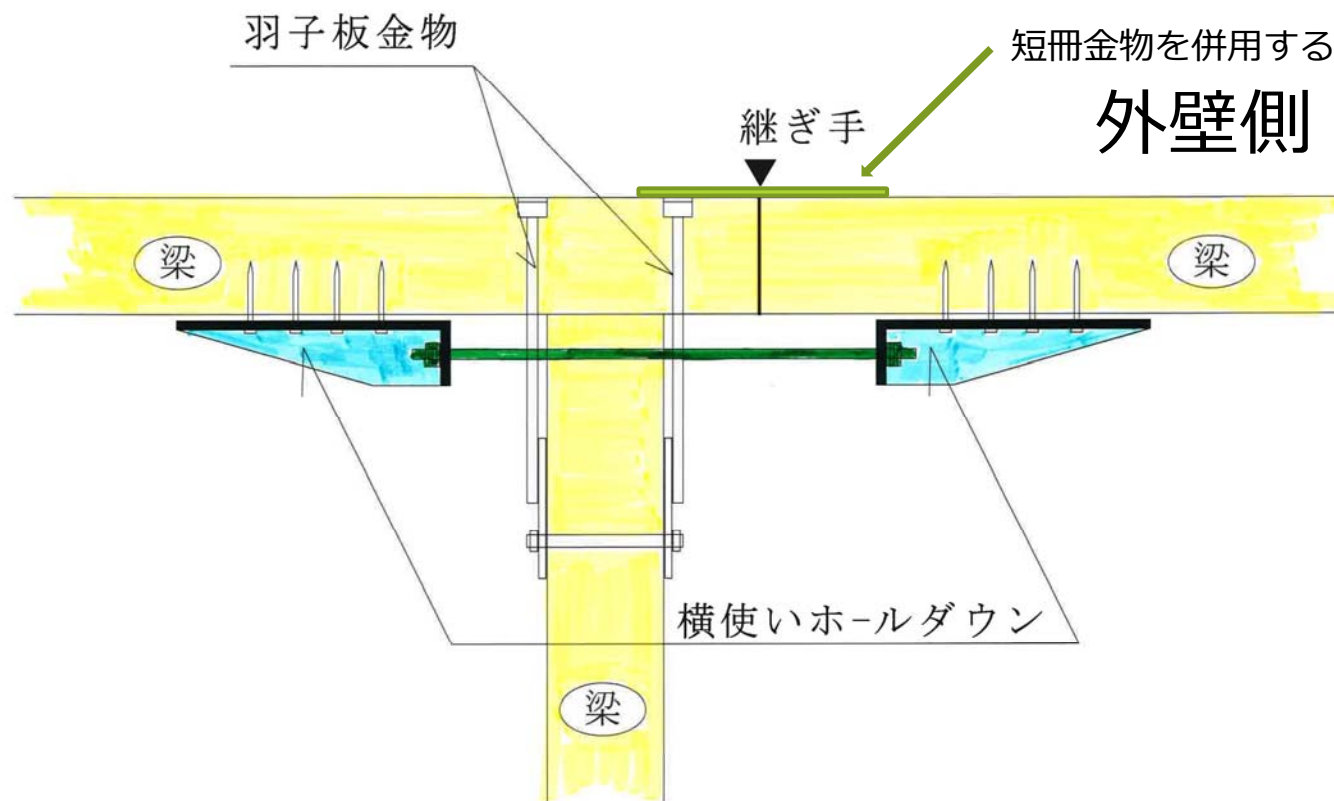 羽子板金物
短冊金物を併用する
外壁側
継ぎ手
梁
梁
横使いホ-ルダウン
梁